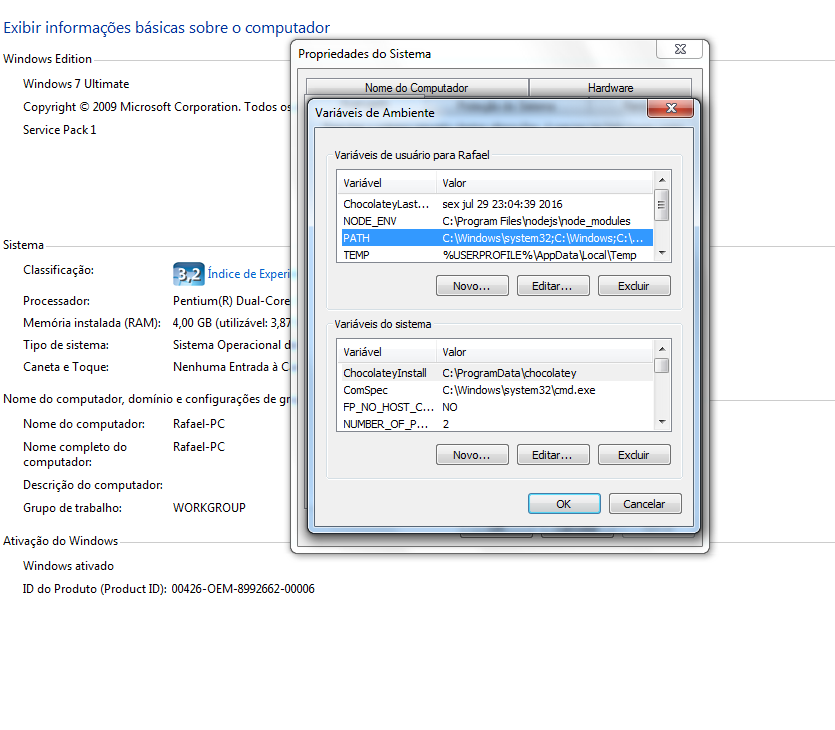 Exibir informações básicas sobre o computador
Windows Edition
Windows 7 Ultimate
Copyright © 2009 Microsoft Corporation. Todos os
Service Pack 1
Sistema
Classificação:
3,2 Índice de Experi
Processador:
Pentium(R) Dual-Core
Memória instalada (RAM):
4,00 GB (utilizável: 3,87
Tipo de sistema:
Sistema Operacional d
Caneta e Toque:
Nenhuma Entrada à C
Nome do computador, domínio e configurações de gr
Nome do computador:
Rafael-PC
Nome completo do
computador:
Rafael-PC
Descrição do computador:
Grupo de trabalho:
WORKGROUP
Ativação do Windows
Windows ativado
ID do Produto (Product ID): 00426-OEM-8992662-00006
Propriedades do Sistema
Nome do Computador
Hardware
Variáveis de Ambiente
Variáveis de usuário para Rafael
Variável Valor
ChocolateyLast... sex jul 29 23:04:39 2016
NODE_ENV C:\Program Files\nodejs\node_modules
PATH C:\Windows\system32;C:\Windows;C:\...
TEMP %USERPROFILE%\AppData\Local\Temp
Novo... Editar... Excluir
Variáveis do sistema
Variável Valor
ChocolateyInstall C:\ProgramData\chocolatey
ComSpec C:\Windows\system32\cmd.exe
FP_NO_HOST_C... NO
NUMBER_OF_P... 2
Novo... Editar... Excluir
OK Cancelar